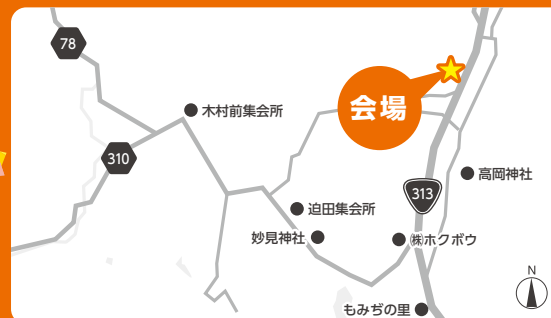 78
木村前集会所
会場
310
高岡神社
313
迫田集会所
妙見神社
㈱ホクボウ
N
もみぢの里